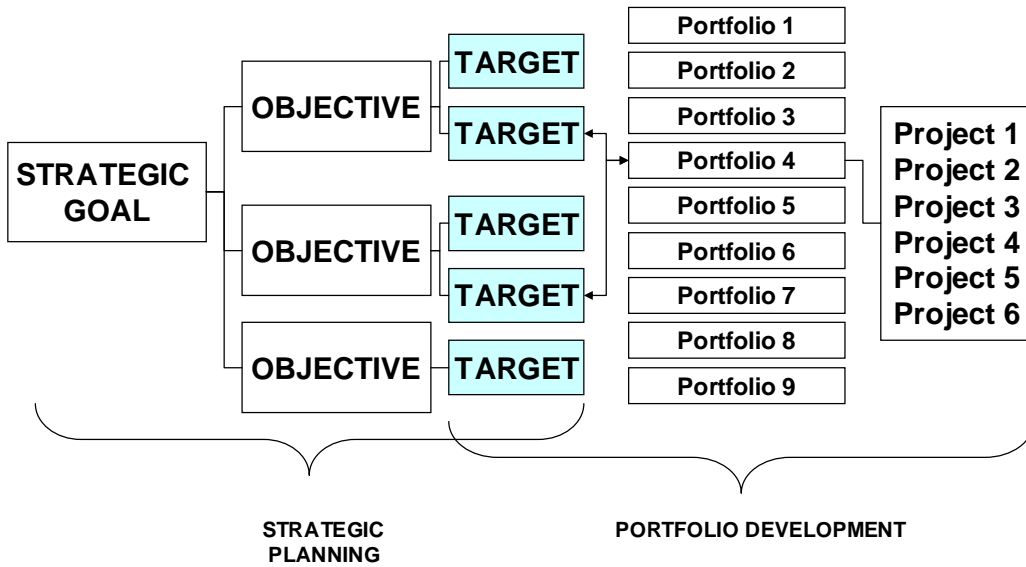 STRATEGIC
GOAL
OBJECTIVE
OBJECTIVE
OBJECTIVE
TARGET
TARGET
TARGET
TARGET
TARGET
Portfolio 1
Portfolio 2
Portfolio 3
Portfolio 4
Portfolio 5
Portfolio 6
Portfolio 7
Portfolio 8
Portfolio 9
Project 1
Project 2
Project 3
Project 4
Project 5
Project 6
STRATEGIC
PLANNING
PORTFOLIO DEVELOPMENT